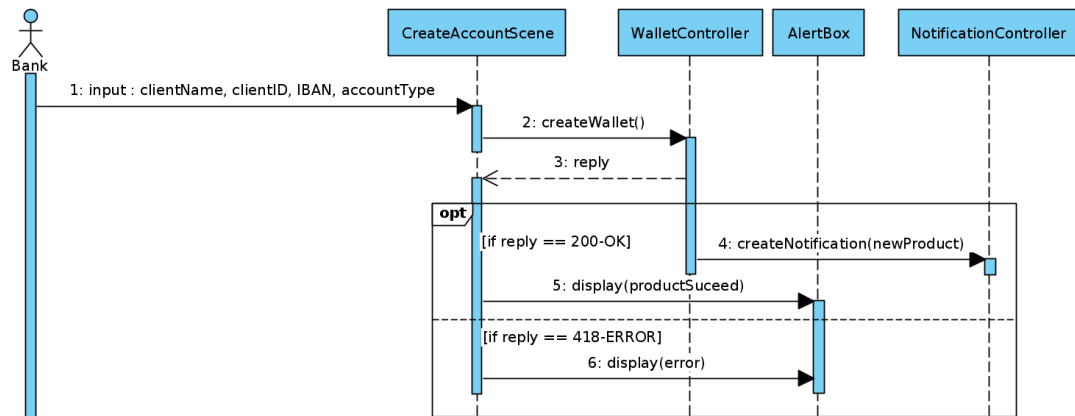 Bank
CreateAccountScene
WalletController
AlertBox
NotificationController
1: input : clientName, clientID, IBAN, accountType
2: createWallet()
3: reply
opt
[if reply == 200-OK]
4: createNotification(newProduct)
5: display(productSuceed)
[if reply == 418-ERROR]
6: display(error)